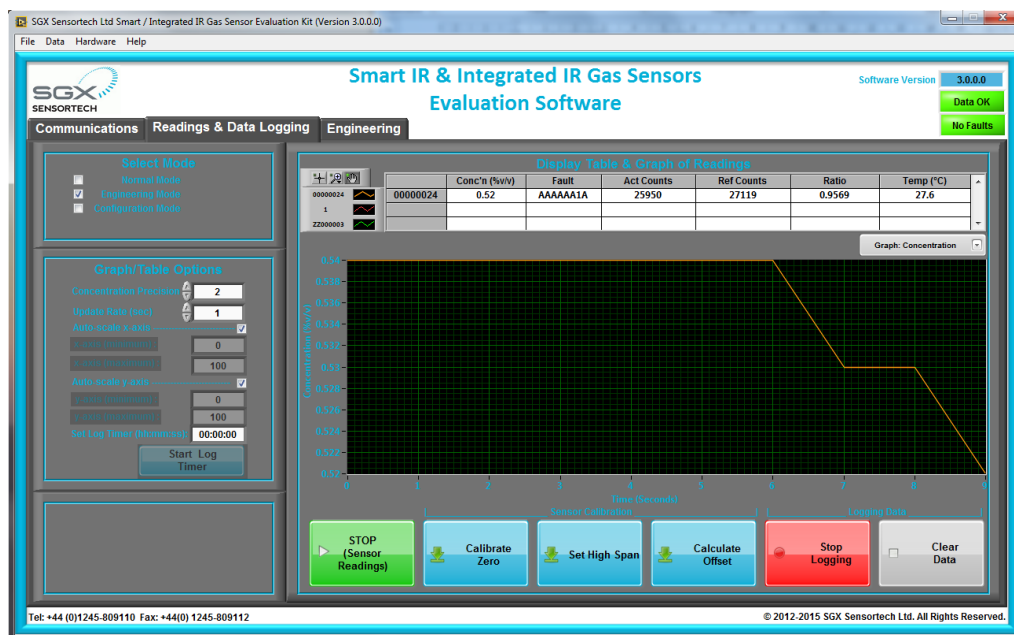 SGX Sensortech Ltd Smart / Integrated IR Gas Sensor Evaluation Kit (Version 3.0.0.0)
File Data Hardware Help
SGX
SENSORTECH
Smart IR & Integrated IR Gas Sensors
Evaluation Software
Software Version 3.0.0.0
Data OK
No Faults
Communications Readings & Data Logging Engineering
Select Mode
Normal Mode
Engineering Mode
Configuration Mode
Graph/Table Options
Concentration Precision 2
Update Rate (sec) 1
Auto-scale x-axis
0
100
Auto-scale y-axis
0
100
Set Log Timer (hh:mm:ss) 00:00:00
Start Log
Timer
Display Table & Graph of Readings
Conc'n (%v/v) Fault Act Counts Ref Counts Ratio Temp (°C)
00000024 00000024 0.52 AAAAAA1A 25950 27119 0.9569 27.6
1
ZZ000003
Graph: Concentration
Concentration (%v/v)
0.54
0.538
0.536
0.534
0.532
0.53
0.528
0.526
0.524
0.522
0.52
0 1 2 3 4 5 6 7 8 9
Time (Seconds)
Sensor Calibration Logging Data
STOP
(Sensor
Readings)
Calibrate
Zero
Set High Span
Calculate
Offset
Stop
Logging
Clear
Data
Tel: +44 (0)1245-809110 Fax: +44(0) 1245-809112
© 2012-2015 SGX Sensortech Ltd. All Rights Reserved.